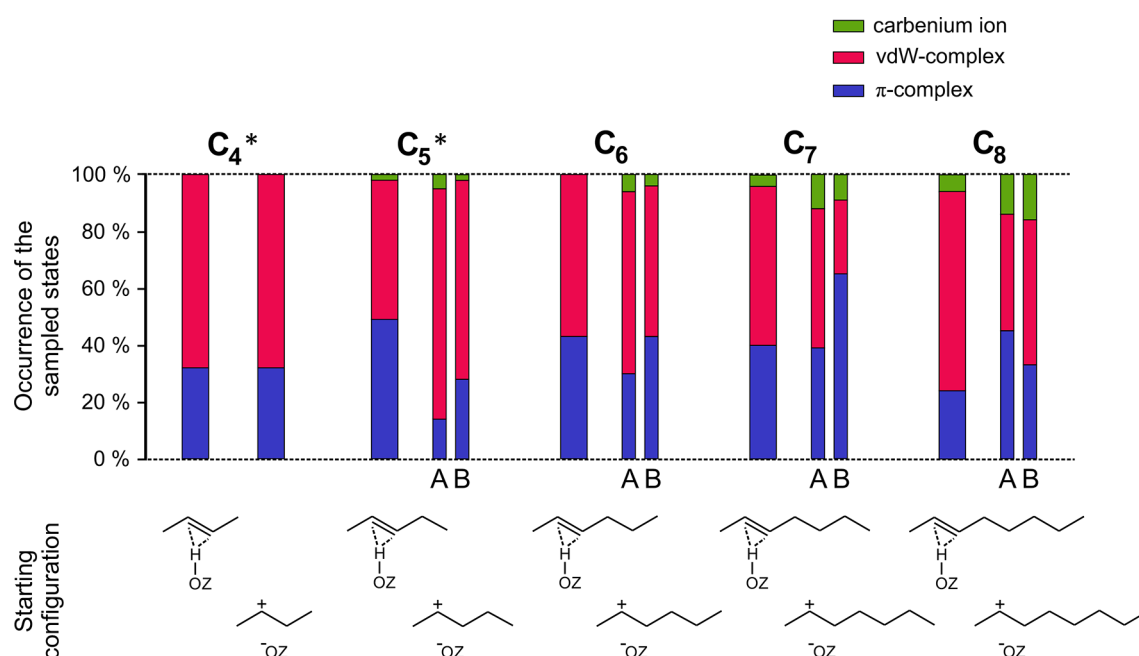 carbenium ion
vdW-complex
π-complex
C4* C5* C6 C7 C8
Occurrence of the
sampled states
100 %
80 %
60 %
40 %
20 %
0 %
A B A B A B A B
Starting
configuration
H H H H H
OZ OZ OZ OZ OZ
+ + + + +
-OZ -OZ -OZ -OZ -OZ